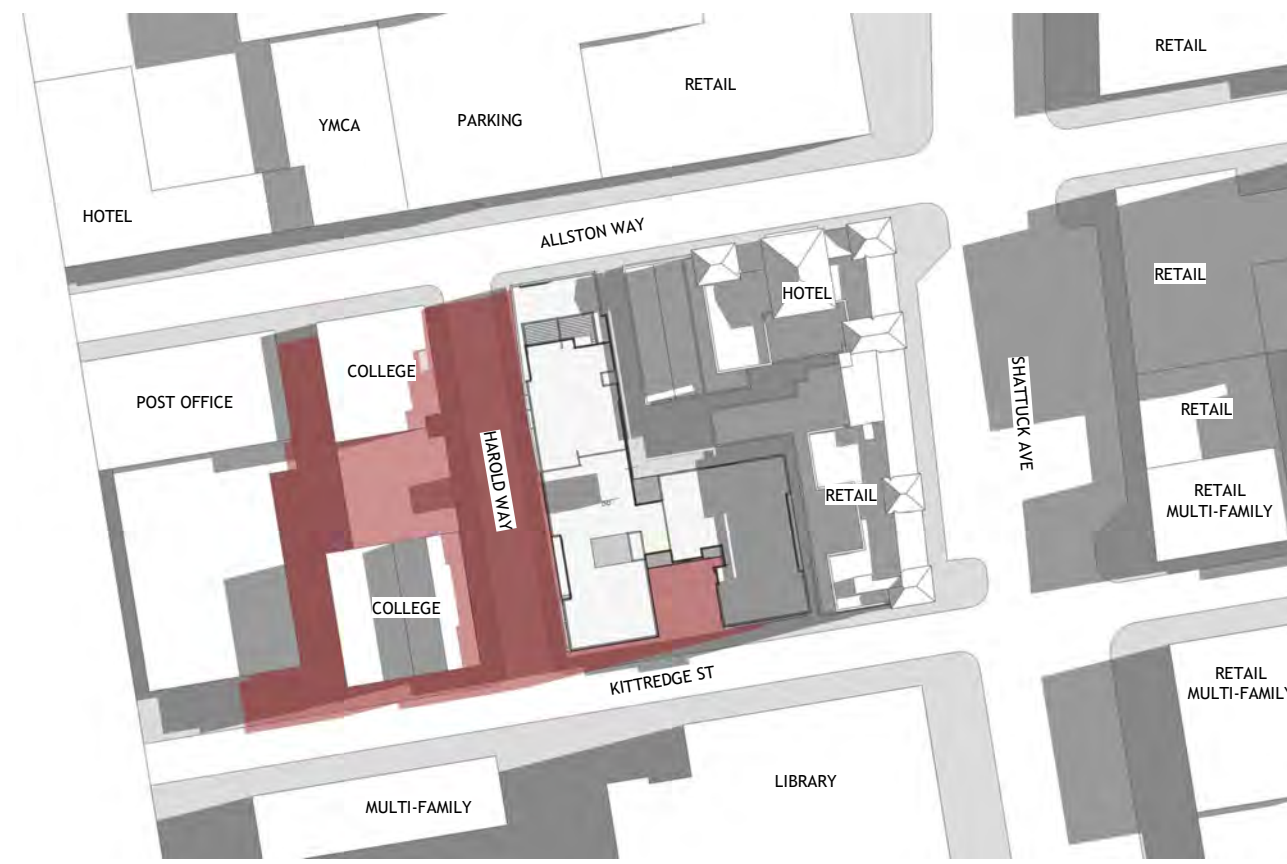 RETAIL
RETAIL
YMCA
PARKING
HOTEL
ALLSTON WAY
RETAIL
HOTEL
COLLEGE
SHATTUCK AVE
POST OFFICE
RETAIL
HAROLD WAY
RETAIL
RETAIL
MULTI-FAMILY
COLLEGE
KITTREDGE ST
RETAIL
MULTI-FAMILY
LIBRARY
MULTI-FAMILY